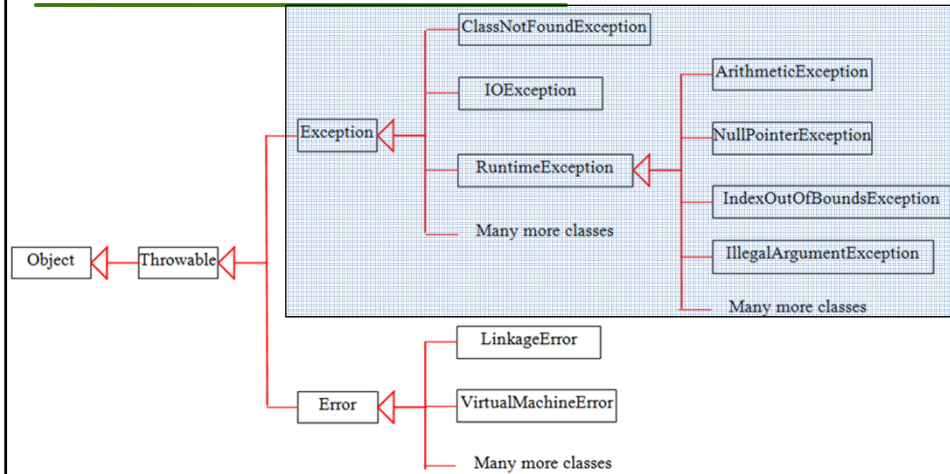 ClassNotFoundException
ArithmeticException
IOException
Exception
NullPointerException
RuntimeException
IndexOutOfBoundsException
Many more classes
Object
Throwable
IllegalArgumentException
Many more classes
LinkageError
Error
VirtualMachineError
Many more classes